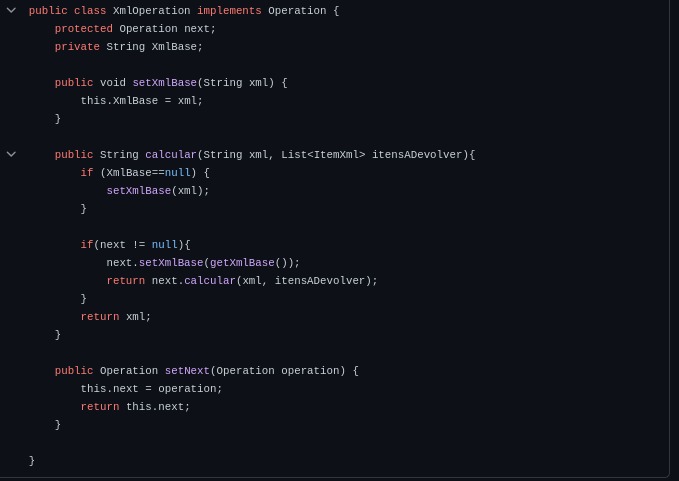 public class XmlOperation implements Operation {
    protected Operation next;
    private String XmlBase;

    public void setXmlBase(String xml) {
        this.XmlBase = xml;
    }

    public String calcular(String xml, List<ItemXml> itensADevolver){
        if (XmlBase==null) {
            setXmlBase(xml);
        }

        if(next != null){
            next.setXmlBase(getXmlBase());
            return next.calcular(xml, itensADevolver);
        }
        return xml;
    }

    public Operation setNext(Operation operation) {
        this.next = operation;
        return this.next;
    }

}